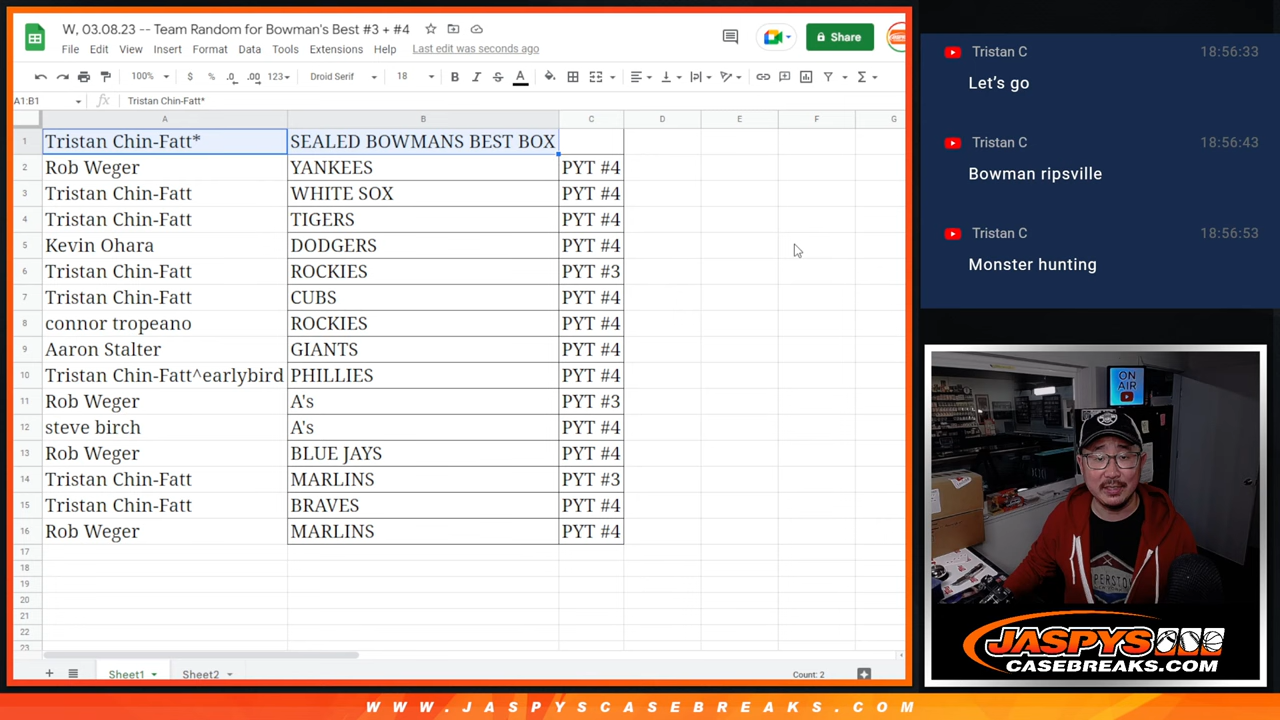 W, 03.08.23 -- Team Random for Bowman's Best #3 + #4
File Edit View Insert Format Data Tools Extensions Help Last edit was seconds ago
Share
100% $ % .0 .00 123 Droid Serif 18 B I S A
A1:B1 fx Tristan Chin-Fatt*
A B C D E F G
1 Tristan Chin-Fatt* SEALED BOWMANS BEST BOX
2 Rob Weger YANKEES PYT #4
3 Tristan Chin-Fatt WHITE SOX PYT #4
4 Tristan Chin-Fatt TIGERS PYT #4
5 Kevin Ohara DODGERS PYT #4
6 Tristan Chin-Fatt ROCKIES PYT #3
7 Tristan Chin-Fatt CUBS PYT #4
8 connor tropeano ROCKIES PYT #4
9 Aaron Stalter GIANTS PYT #4
10 Tristan Chin-Fatt^earlybird PHILLIES PYT #4
11 Rob Weger A's PYT #3
12 steve birch A's PYT #4
13 Rob Weger BLUE JAYS PYT #4
14 Tristan Chin-Fatt MARLINS PYT #3
15 Tristan Chin-Fatt BRAVES PYT #4
16 Rob Weger MARLINS PYT #4
17
18
19
20
21
22
23
Sheet1 Sheet2 Count: 2
Tristan C 18:56:33
Let's go
Tristan C 18:56:43
Bowman ripsville
Tristan C 18:56:53
Monster hunting
ON
AIR
JASPYS
CASEBREAKS.COM
WWW.JASPYSCASEBREAKS.COM